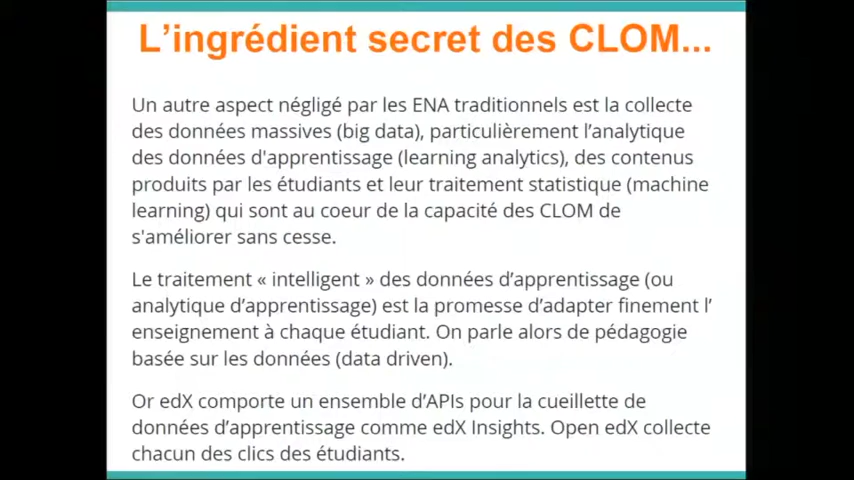 L’ingrédient secret des CLOM...
Un autre aspect négligé par les ENA traditionnels est la collecte
des données massives (big data), particulièrement l’analytique
des données d'apprentissage (learning analytics), des contenus
produits par les étudiants et leur traitement statistique (machine
learning) qui sont au coeur de la capacité des CLOM de
s'améliorer sans cesse.
Le traitement « intelligent » des données d’apprentissage (ou
analytique d’apprentissage) est la promesse d’adapter finement l’
enseignement à chaque étudiant. On parle alors de pédagogie
basée sur les données (data driven).
Or edX comporte un ensemble d’APIs pour la cueillette de
données d’apprentissage comme edX Insights. Open edX collecte
chacun des clics des étudiants.